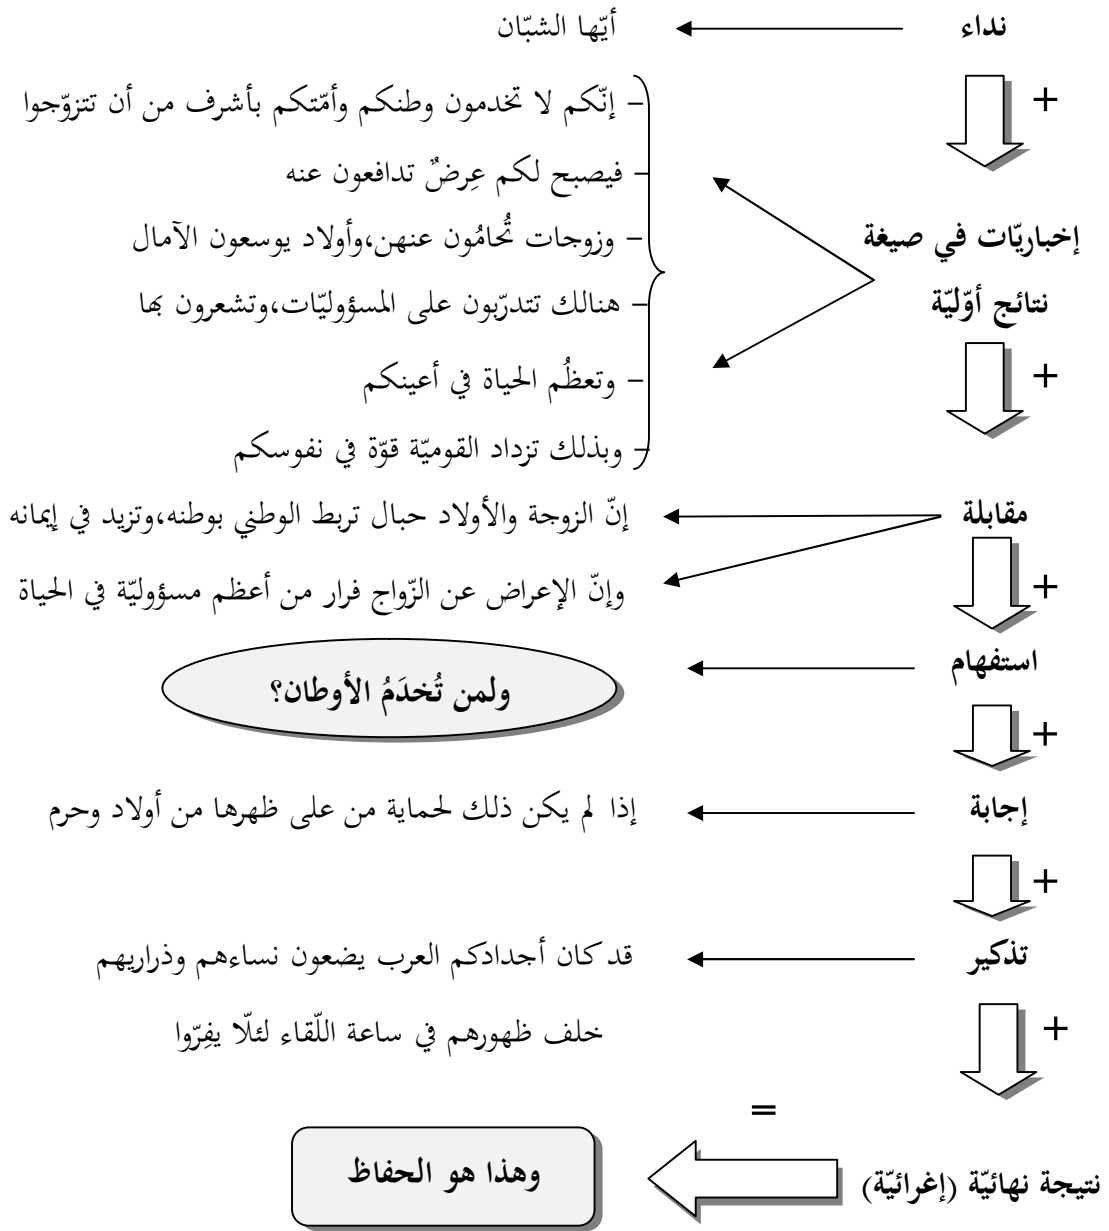 نداء
أيّها الشبّان
+
– إنّكم لا تخدمون وطنكم وأمّتكم بأشرف من أن تتزوّجوا
– فيصبح لكم عِرضٌ تدافعون عنه
إخباريّات في صيغة
– وزوجات تُحامُون عنهن،وأولاد يوسعون الآمال
نتائج أوّليّة
– هنالك تتدرّبون على المسؤوليّات،وتشعرون بها
+
– وتعظُم الحياة في أعينكم
– وبذلك تزداد القوميّة قوّة في نفوسكم
مقابلة
إنّ الزوجة والأولاد حبال تربط الوطني بوطنه،وتزيد في إيمانه
+
وإنّ الإعراض عن الزّواج فرار من أعظم مسؤوليّة في الحياة
استفهام
ولمن تُخدَمُ الأوطان؟
+
إجابة
إذا لم يكن ذلك لحماية من على ظهرها من أولاد وحرم
+
تذكير
قد كان أجدادكم العرب يضعون نساءهم وذراريهم
+
خلف ظهورهم في ساعة اللّقاء لئلّا يفِرّوا
=
نتيجة نهائيّة (إغرائيّة)
وهذا هو الحفاظ